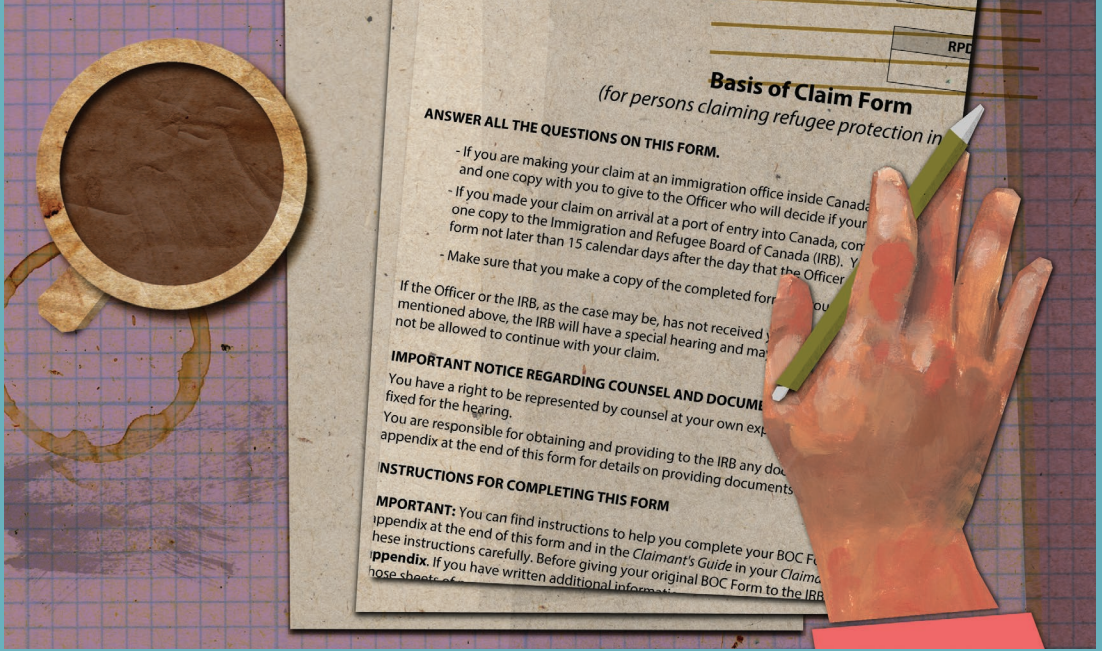 RPD
Basis of Claim Form
(for persons claiming refugee protection in
ANSWER ALL THE QUESTIONS ON THIS FORM.
- If you are making your claim at an immigration office inside Canada
and one copy with you to give to the Officer who will decide if your
- If you made your claim on arrival at a port of entry into Canada, com
one copy to the Immigration and Refugee Board of Canada (IRB). Y
form not later than 15 calendar days after the day that the Officer
- Make sure that you make a copy of the completed form
If the Officer or the IRB, as the case may be, has not received
mentioned above, the IRB will have a special hearing and may
not be allowed to continue with your claim.
IMPORTANT NOTICE REGARDING COUNSEL AND DOCUME
You have a right to be represented by counsel at your own exp
fixed for the hearing.
You are responsible for obtaining and providing to the IRB any doc
appendix at the end of this form for details on providing documents
NSTRUCTIONS FOR COMPLETING THIS FORM
MPORTANT: You can find instructions to help you complete your BOC F
ppendix at the end of this form and in the Claimant's Guide in your Claima
hese instructions carefully. Before giving your original BOC Form to the IRB
ppendix. If you have written additional informati
hose sheets of